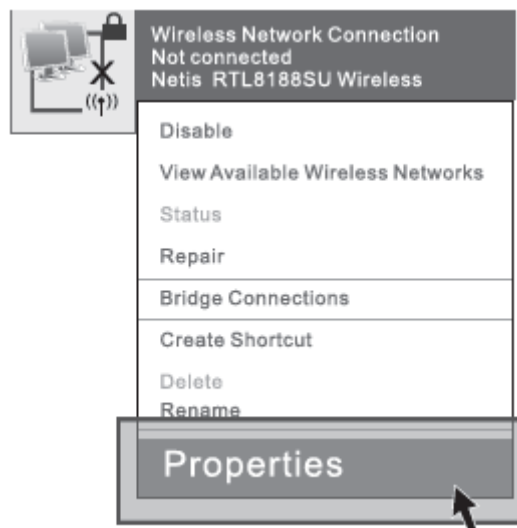 Wireless Network Connection
Not connected
Netis RTL8188SU Wireless
Disable
View Available Wireless Networks
Status
Repair
Bridge Connections
Create Shortcut
Delete
Rename
Properties